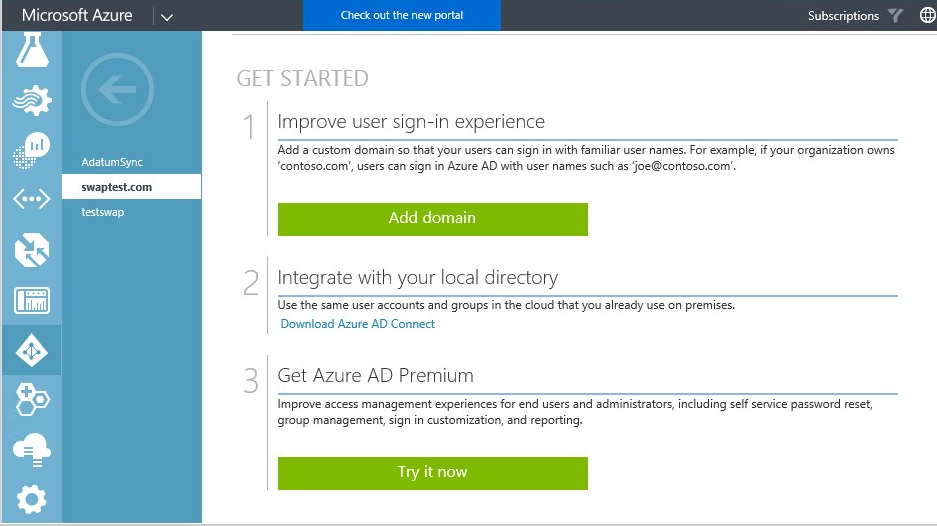 Microsoft Azure
Check out the new portal
Subscriptions
AdatumSync
swaptest.com
testswap
GET STARTED
1
Improve user sign-in experience
Add a custom domain so that your users can sign in with familiar user names. For example, if your organization owns
‘contoso.com’, users can sign in Azure AD with user names such as ‘joe@contoso.com’.
Add domain
2
Integrate with your local directory
Use the same user accounts and groups in the cloud that you already use on premises.
Download Azure AD Connect
3
Get Azure AD Premium
Improve access management experiences for end users and administrators, including self service password reset,
group management, sign in customization, and reporting.
Try it now